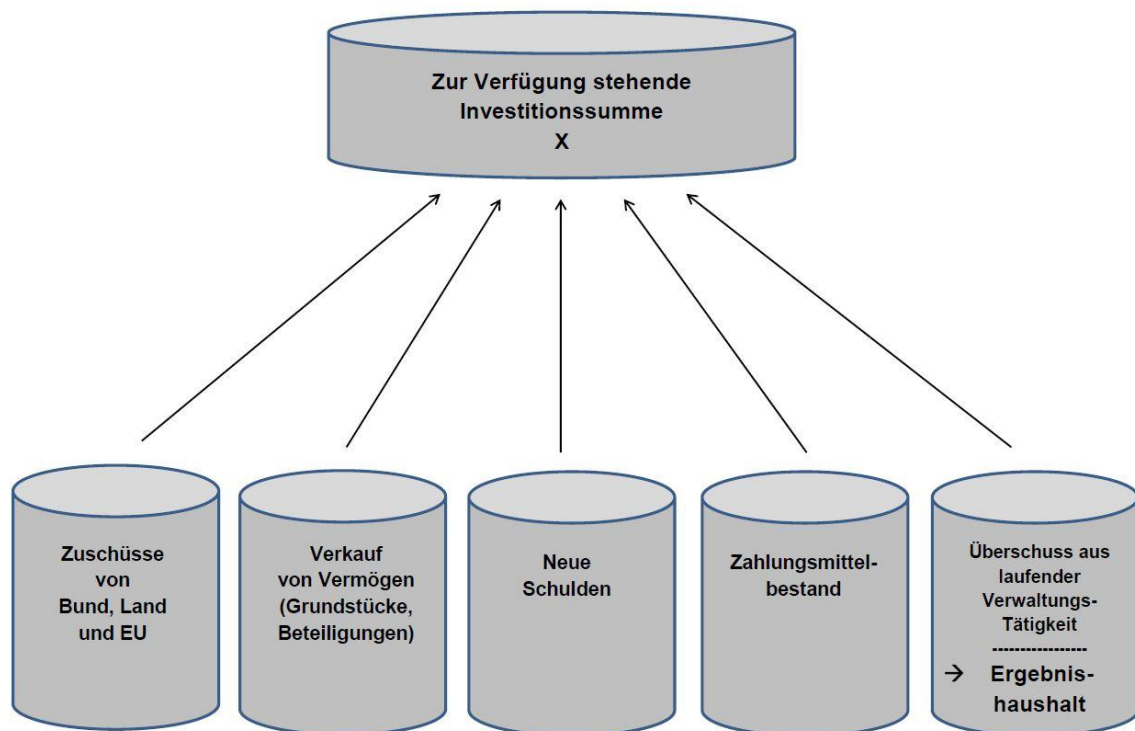 Zur Verfügung stehende
Investitionssumme
X
Zuschüsse
von
Bund, Land
und EU
Verkauf
von Vermögen
(Grundstücke,
Beteiligungen)
Neue
Schulden
Zahlungsmittel-
bestand
Überschuss aus
laufender
Verwaltungs-
Tätigkeit
-----------------
→ Ergebnis-
haushalt